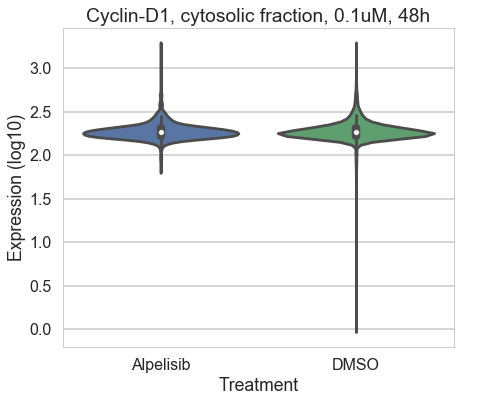 Cyclin-D1, cytosolic fraction, 0.1uM, 48h
Expression (log10)
3.0
2.5
2.0
1.5
1.0
0.5
0.0
Alpelisib
DMSO
Treatment